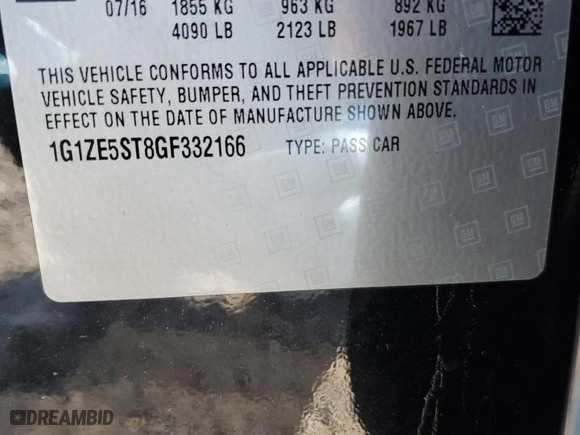 07/16 1855 KG 963 KG 892 KG
4090 LB 2123 LB 1967 LB
THIS VEHICLE CONFORMS TO ALL APPLICABLE U.S. FEDERAL MOTOR
VEHICLE SAFETY, BUMPER, AND THEFT PREVENTION STANDARDS IN
EFFECT ON THE DATE OF MANUFACTURE SHOWN ABOVE.
1G1ZE5ST8GF332166 TYPE: PASS CAR
DREAMBID